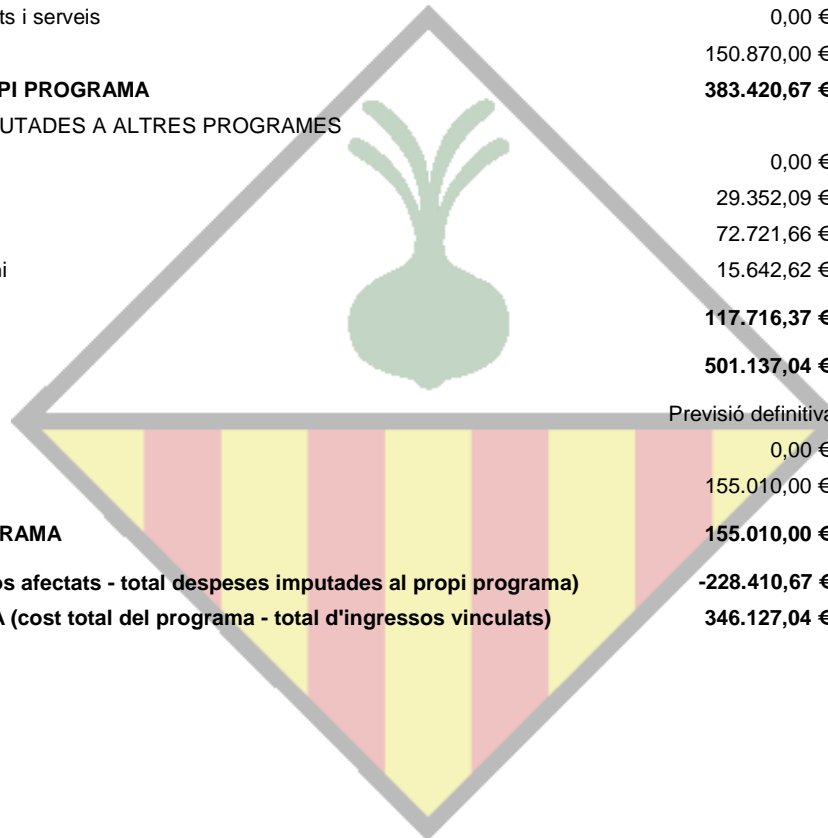 ts i serveis 0,00 €
150.870,00 €
PI PROGRAMA 383.420,67 €
UTADES A ALTRES PROGRAMES
0,00 €
29.352,09 €
72.721,66 €
ni 15.642,62 €
117.716,37 €
501.137,04 €
Previsió definitiva
0,00 €
155.010,00 €
GRAMA 155.010,00 €
os afectats - total despeses imputades al propi programa) -228.410,67 €
A (cost total del programa - total d'ingressos vinculats) 346.127,04 €